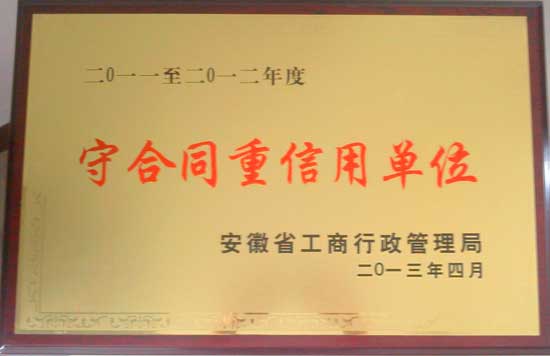 二0一一至二0一二年度
守合同重信用单位
安徽省工商行政管理局
二0一三年四月